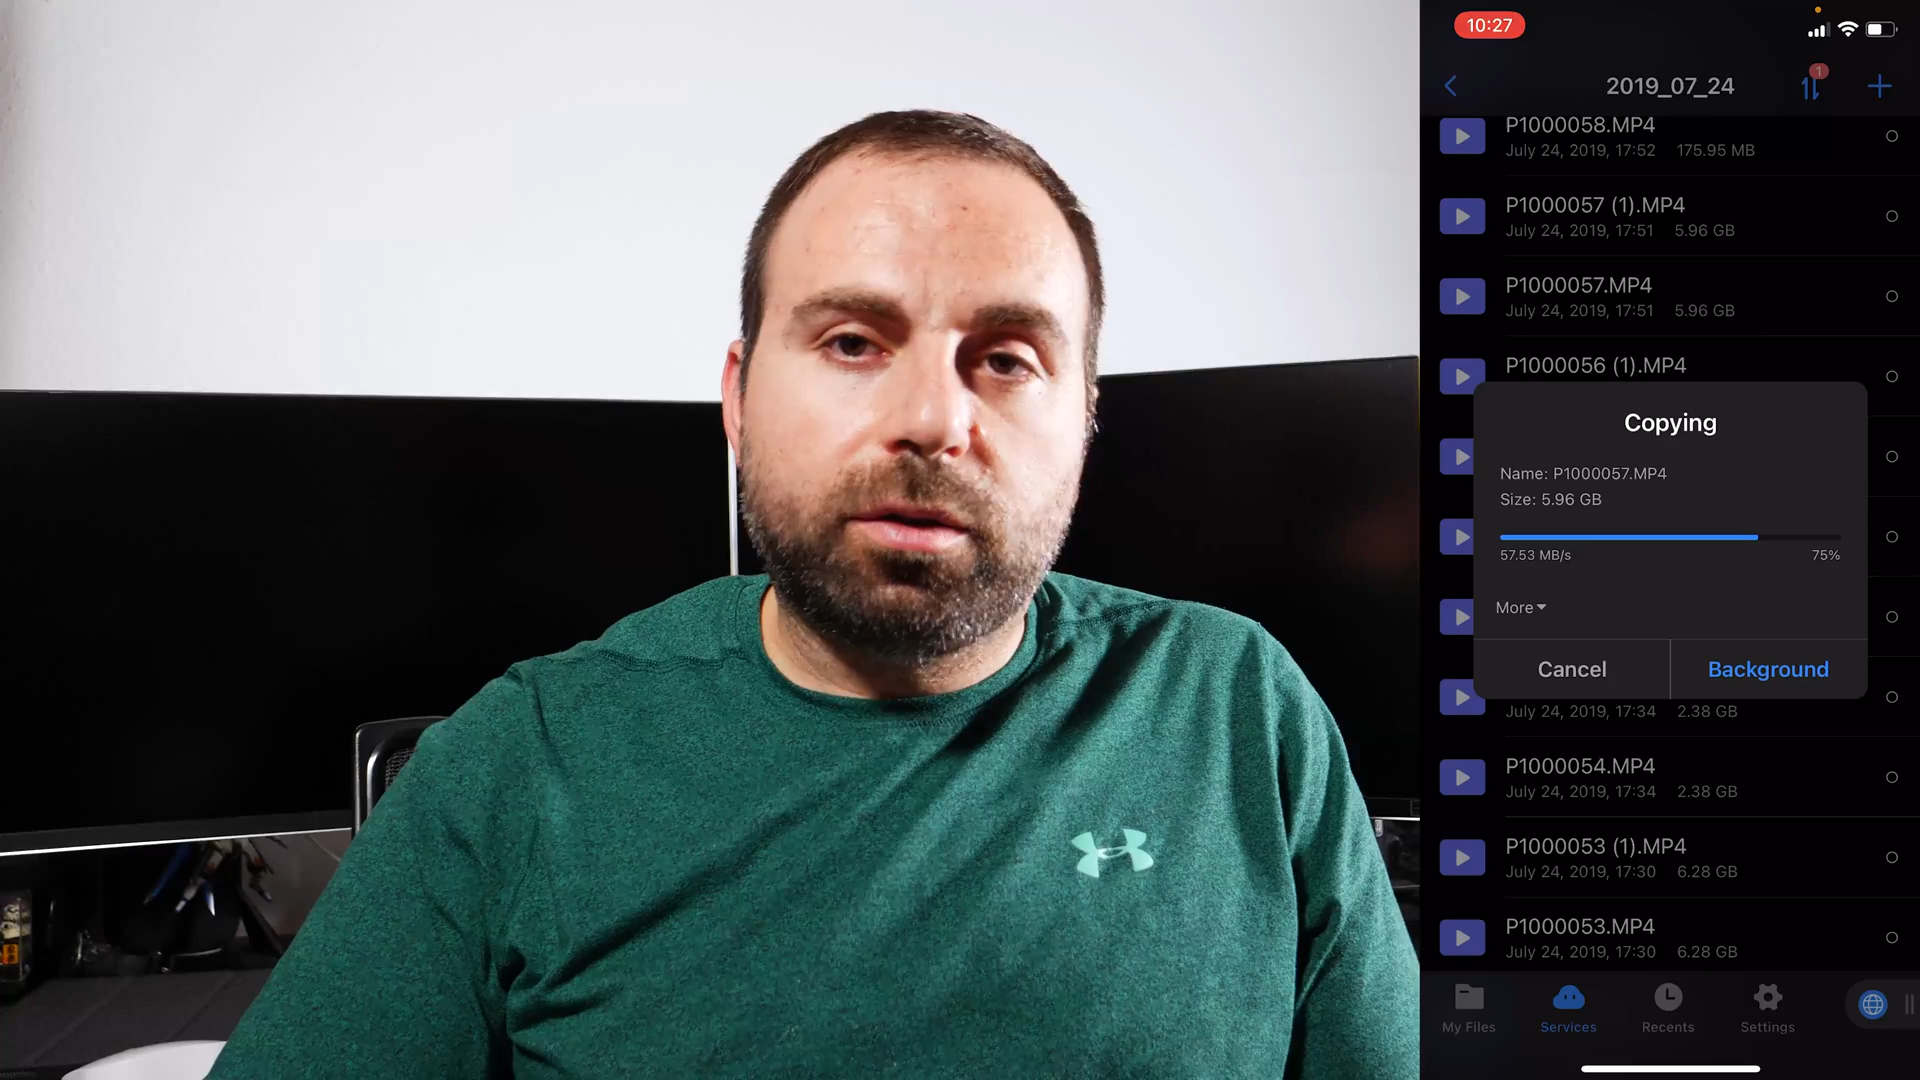 10:27
2019_07_24
1
P1000058.MP4
July 24, 2019, 17:52 175.95 MB
P1000057 (1).MP4
July 24, 2019, 17:51 5.96 GB
P1000057.MP4
July 24, 2019, 17:51 5.96 GB
P1000056 (1).MP4
Copying
Name: P1000057.MP4
Size: 5.96 GB
57.53 MB/s 75%
More
Cancel Background
July 24, 2019, 17:34 2.38 GB
P1000054.MP4
July 24, 2019, 17:34 2.38 GB
P1000053 (1).MP4
July 24, 2019, 17:30 6.28 GB
P1000053.MP4
July 24, 2019, 17:30 6.28 GB
My Files Services Recents Settings